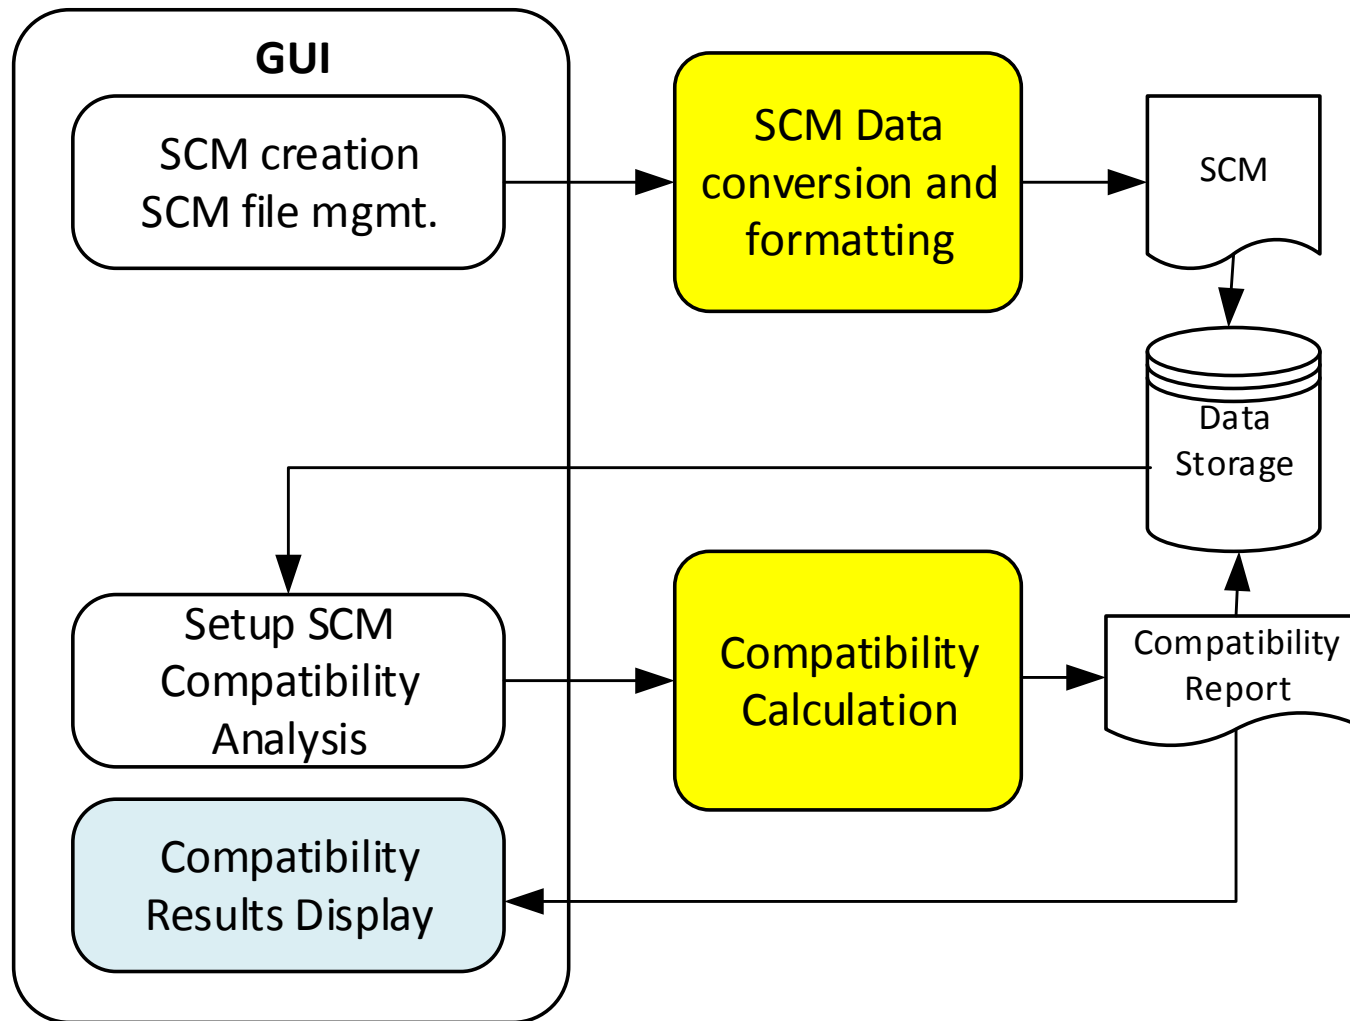 GUI
SCM creation
SCM file mgmt.
SCM Data
conversion and
formatting
SCM
Data
Storage
Setup SCM
Compatibility
Analysis
Compatibility
Calculation
Compatibility
Report
Compatibility
Results Display